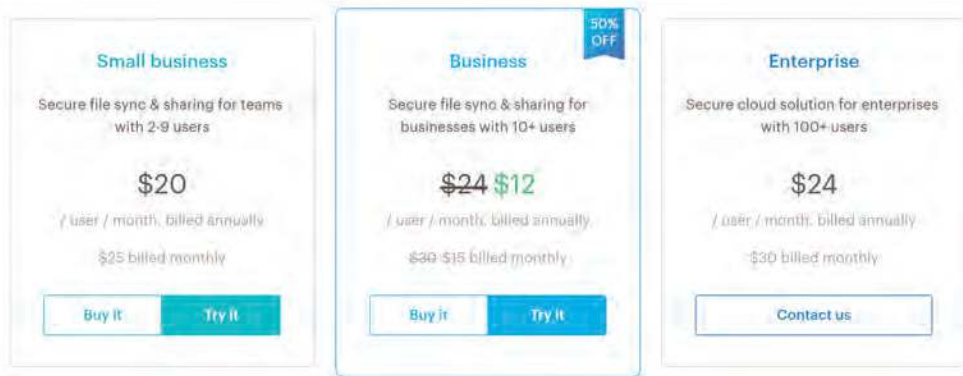 Small business
Secure file sync & sharing for teams
with 2-9 users
$20
/ user / month, billed annually
$25 billed monthly
Buy it
Try it
50%
OFF
Business
Secure file sync & sharing for
businesses with 10+ users
$24 $12
/ user / month, billed annually
$30 $15 billed monthly
Buy it
Try it
Enterprise
Secure cloud solution for enterprises
with 100+ users
$24
/ user / month, billed annually
$30 billed monthly
Contact us